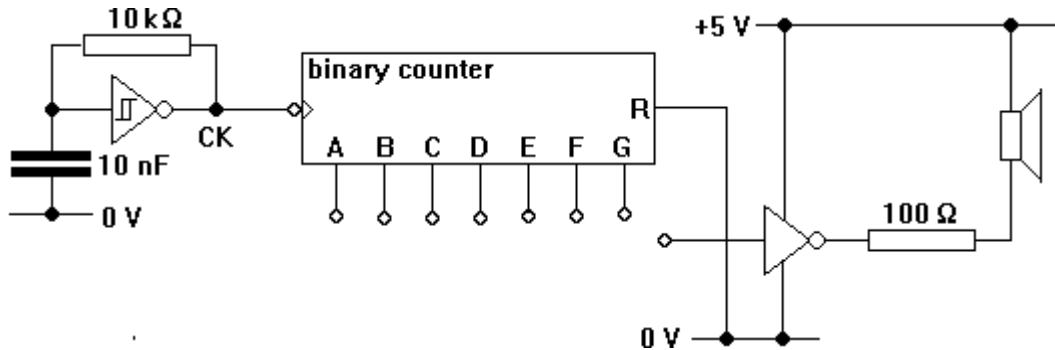 10 kΩ
+5 V
binary counter
R
CK
A B C D E F G
10 nF
0 V
100 Ω
0 V